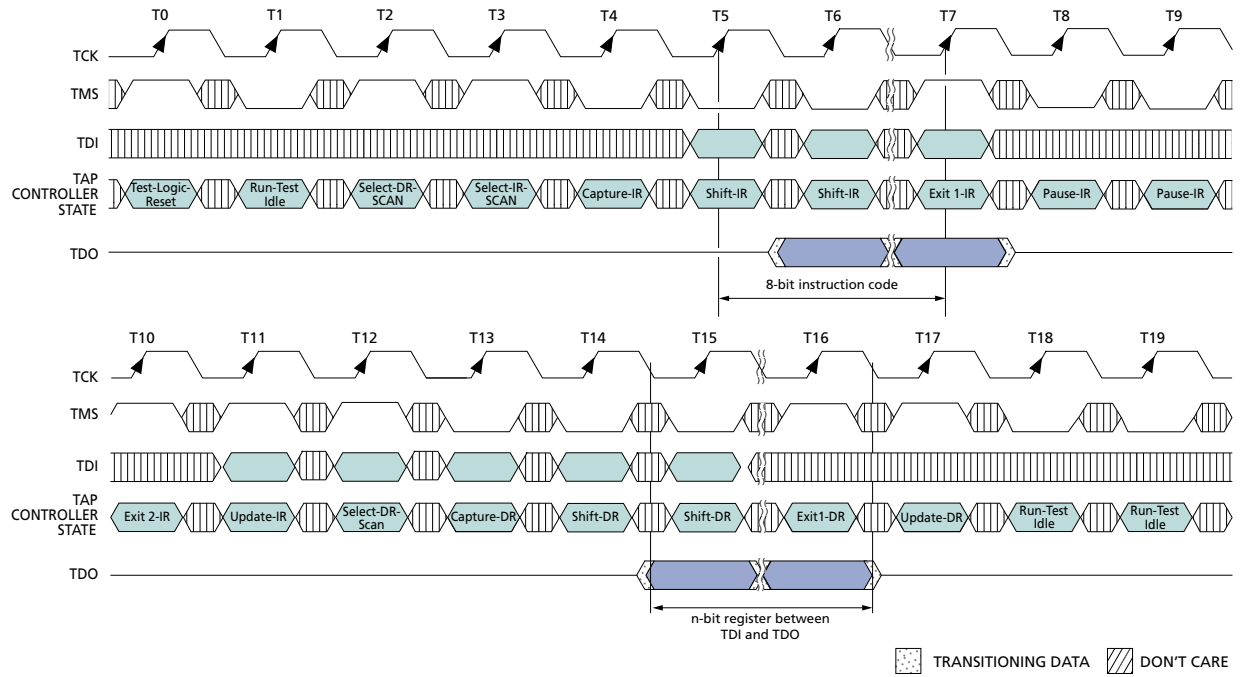 T0 T1 T2 T3 T4 T5 T6 T7 T8 T9
TCK
TMS
TDI
TAP
CONTROLLER
STATE
Test-Logic-
Reset
Run-Test
Idle
Select-DR-
SCAN
Select-IR-
SCAN
Capture-IR
Shift-IR
Shift-IR
Exit 1-IR
Pause-IR
Pause-IR
TDO
8-bit instruction code
T10 T11 T12 T13 T14 T15 T16 T17 T18 T19
TCK
TMS
TDI
TAP
CONTROLLER
STATE
Exit 2-IR
Update-IR
Select-DR-
Scan
Capture-DR
Shift-DR
Shift-DR
Exit1-DR
Update-DR
Run-Test
Idle
Run-Test
Idle
TDO
n-bit register between
TDI and TDO
TRANSITIONING DATA
DON'T CARE